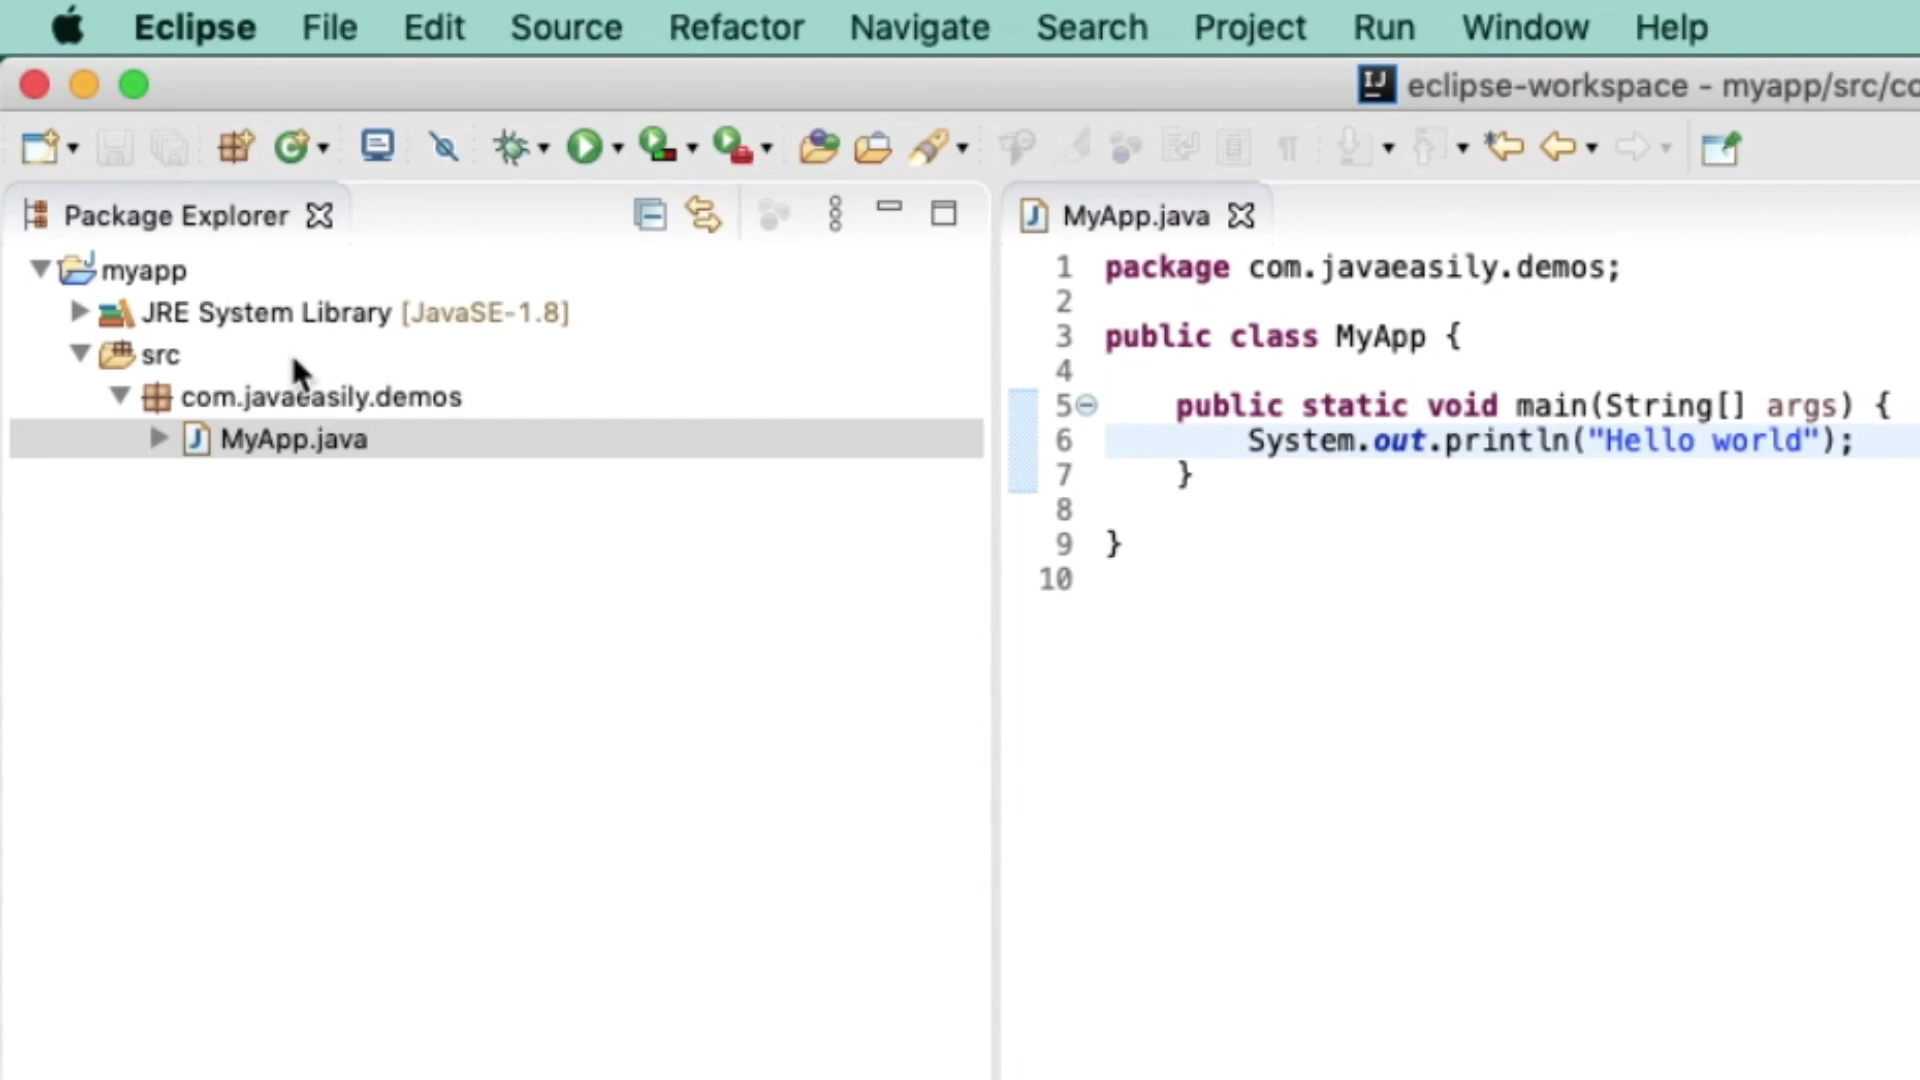 Eclipse File Edit Source Refactor Navigate Search Project Run Window Help
IJ eclipse-workspace - myapp/src/co
Package Explorer
myapp
JRE System Library [JavaSE-1.8]
src
com.javaeasily.demos
J MyApp.java
J MyApp.java
1 package com.javaeasily.demos;
2
3 public class MyApp {
4
5 public static void main(String[] args) {
6 System.out.println("Hello world");
7 }
8
9 }
10